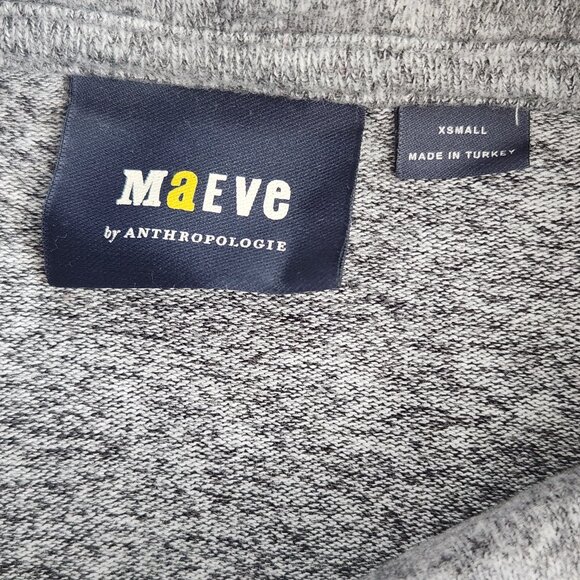 MaEve
by ANTHROPOLOGIE
XSMALL
MADE IN TURKEY